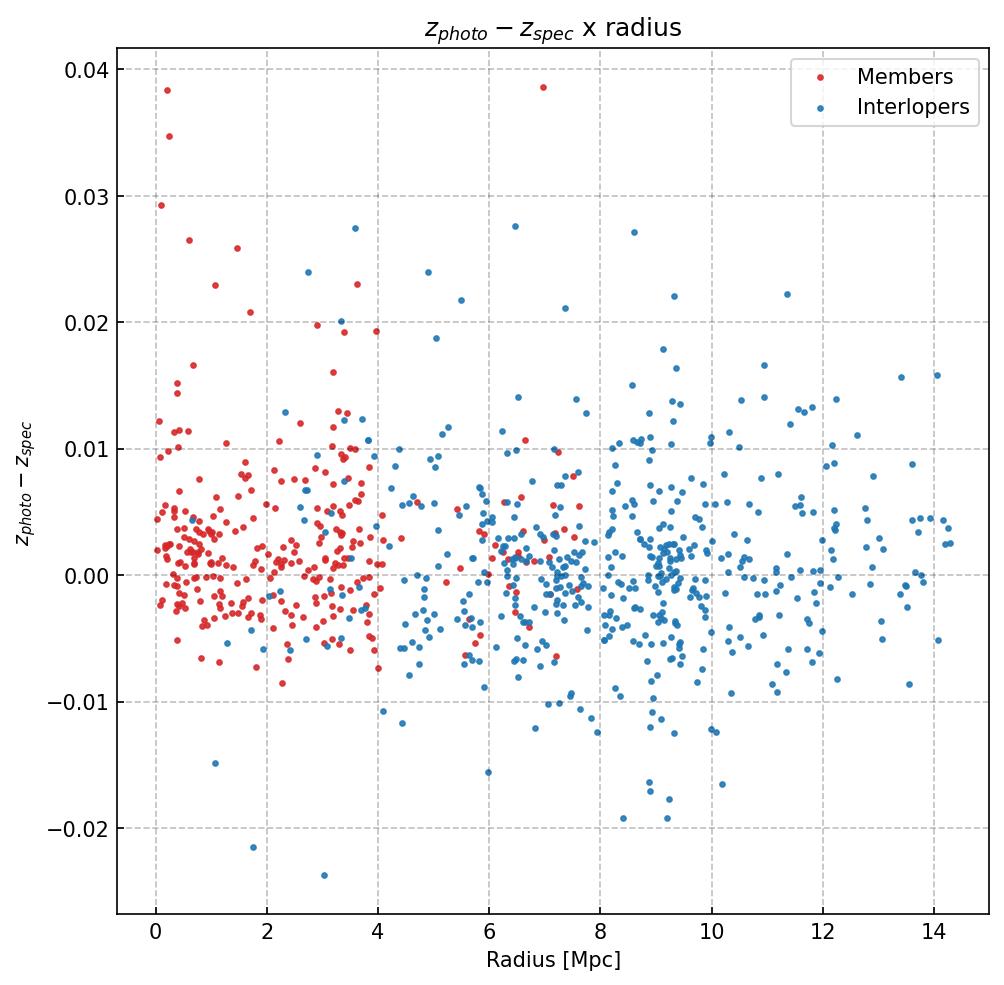 z_photo − z_spec x radius
Members
Interlopers
0.04
0.03
0.02
0.01
0.00
−0.01
−0.02
z_photo − z_spec
0 2 4 6 8 10 12 14
Radius [Mpc]